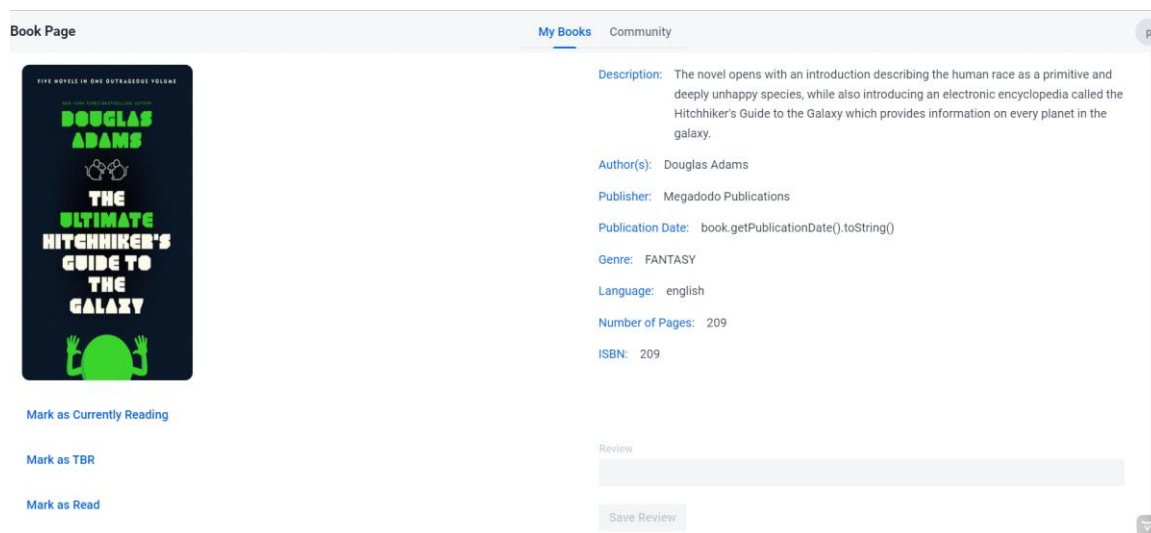 Book Page
My Books Community
p
FIVE NOVELS IN ONE OUTRAGEOUS VOLUME
NEW YORK TIMES BESTSELLING AUTHOR
DOUGLAS
ADAMS
THE
ULTIMATE
HITCHHIKER'S
GUIDE TO
THE
GALAXY
Mark as Currently Reading
Mark as TBR
Mark as Read
Description: The novel opens with an introduction describing the human race as a primitive and
deeply unhappy species, while also introducing an electronic encyclopedia called the
Hitchhiker's Guide to the Galaxy which provides information on every planet in the
galaxy.
Author(s): Douglas Adams
Publisher: Megadodo Publications
Publication Date: book.getPublicationDate().toString()
Genre: FANTASY
Language: english
Number of Pages: 209
ISBN: 209
Review
Save Review